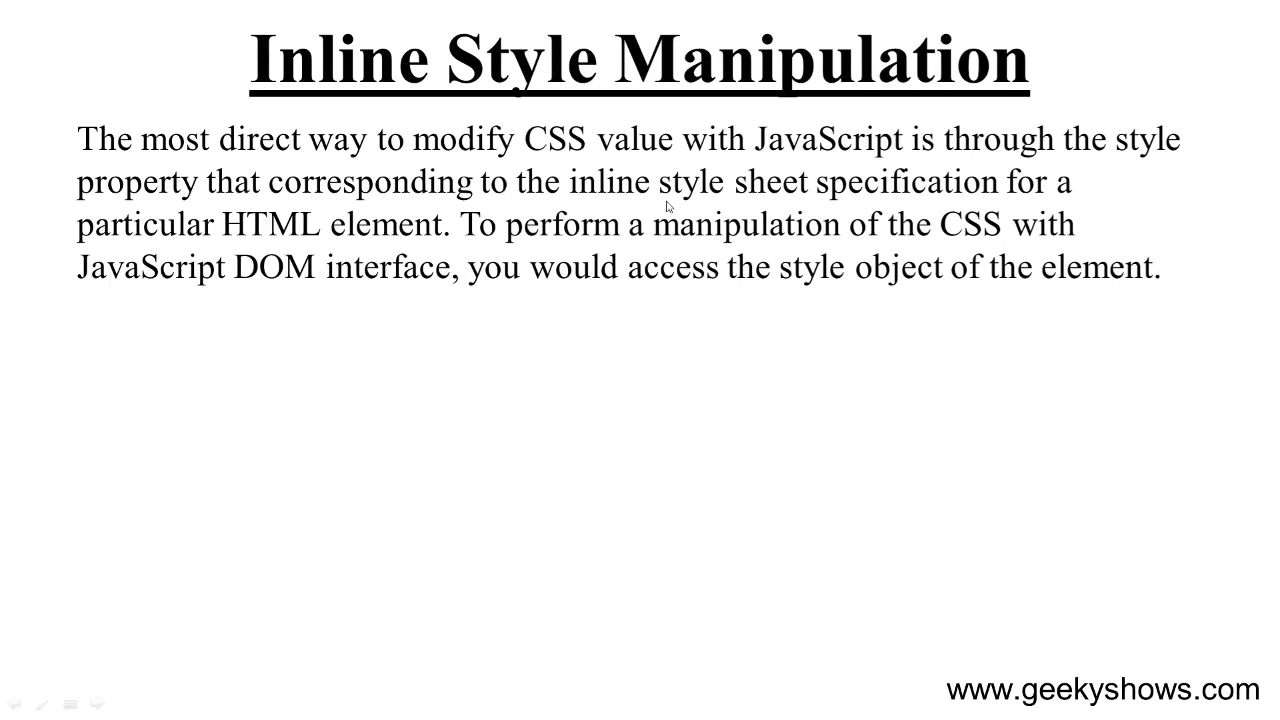 Inline Style Manipulation
The most direct way to modify CSS value with JavaScript is through the style
property that corresponding to the inline style sheet specification for a
particular HTML element. To perform a manipulation of the CSS with
JavaScript DOM interface, you would access the style object of the element.
www.geekyshows.com